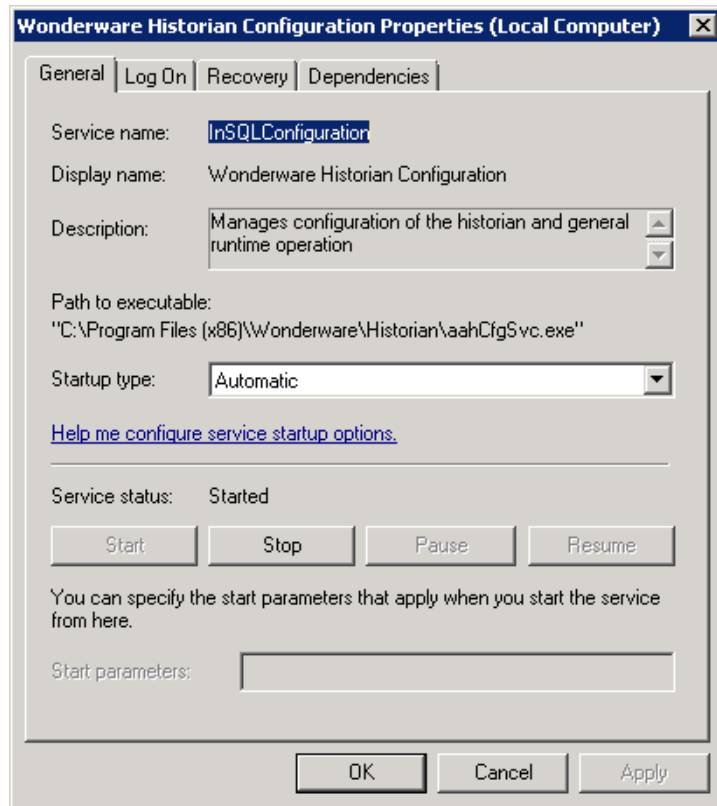 Wonderware Historian Configuration Properties (Local Computer)
General Log On Recovery Dependencies
Service name: InSQLConfiguration
Display name: Wonderware Historian Configuration
Description: Manages configuration of the historian and general
runtime operation
Path to executable:
"C:\Program Files (x86)\Wonderware\Historian\aahCfgSvc.exe"
Startup type: Automatic
Help me configure service startup options.
Service status: Started
Start Stop Pause Resume
You can specify the start parameters that apply when you start the service
from here.
Start parameters:
OK Cancel Apply